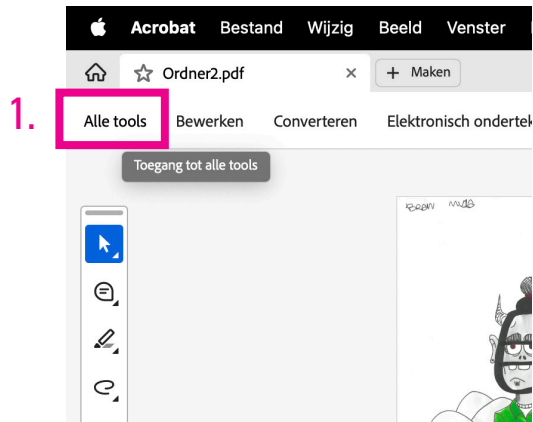 Acrobat Bestand Wijzig Beeld Venster
Ordner2.pdf × + Maken
1.
Alle tools Bewerken Converteren Elektronisch ondertek
Toegang tot alle tools